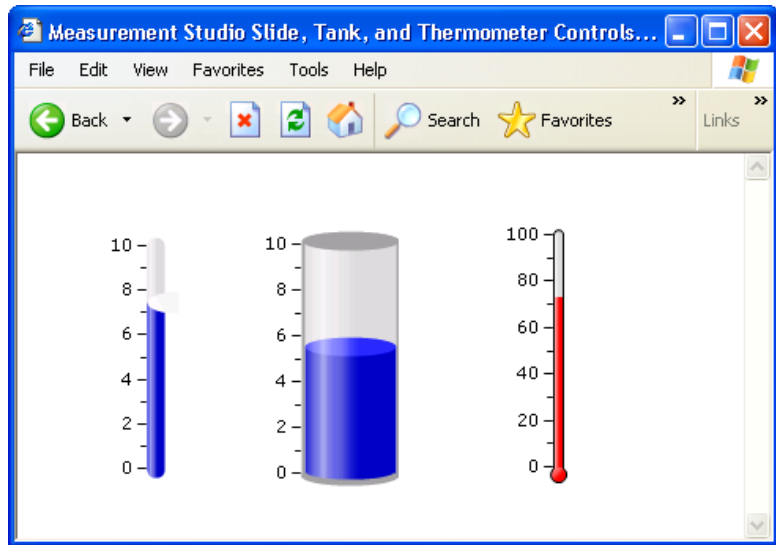 Measurement Studio Slide, Tank, and Thermometer Controls...
File Edit View Favorites Tools Help
Back Search Favorites » Links »
10 8 6 4 2 0
10 8 6 4 2 0
100 80 60 40 20 0